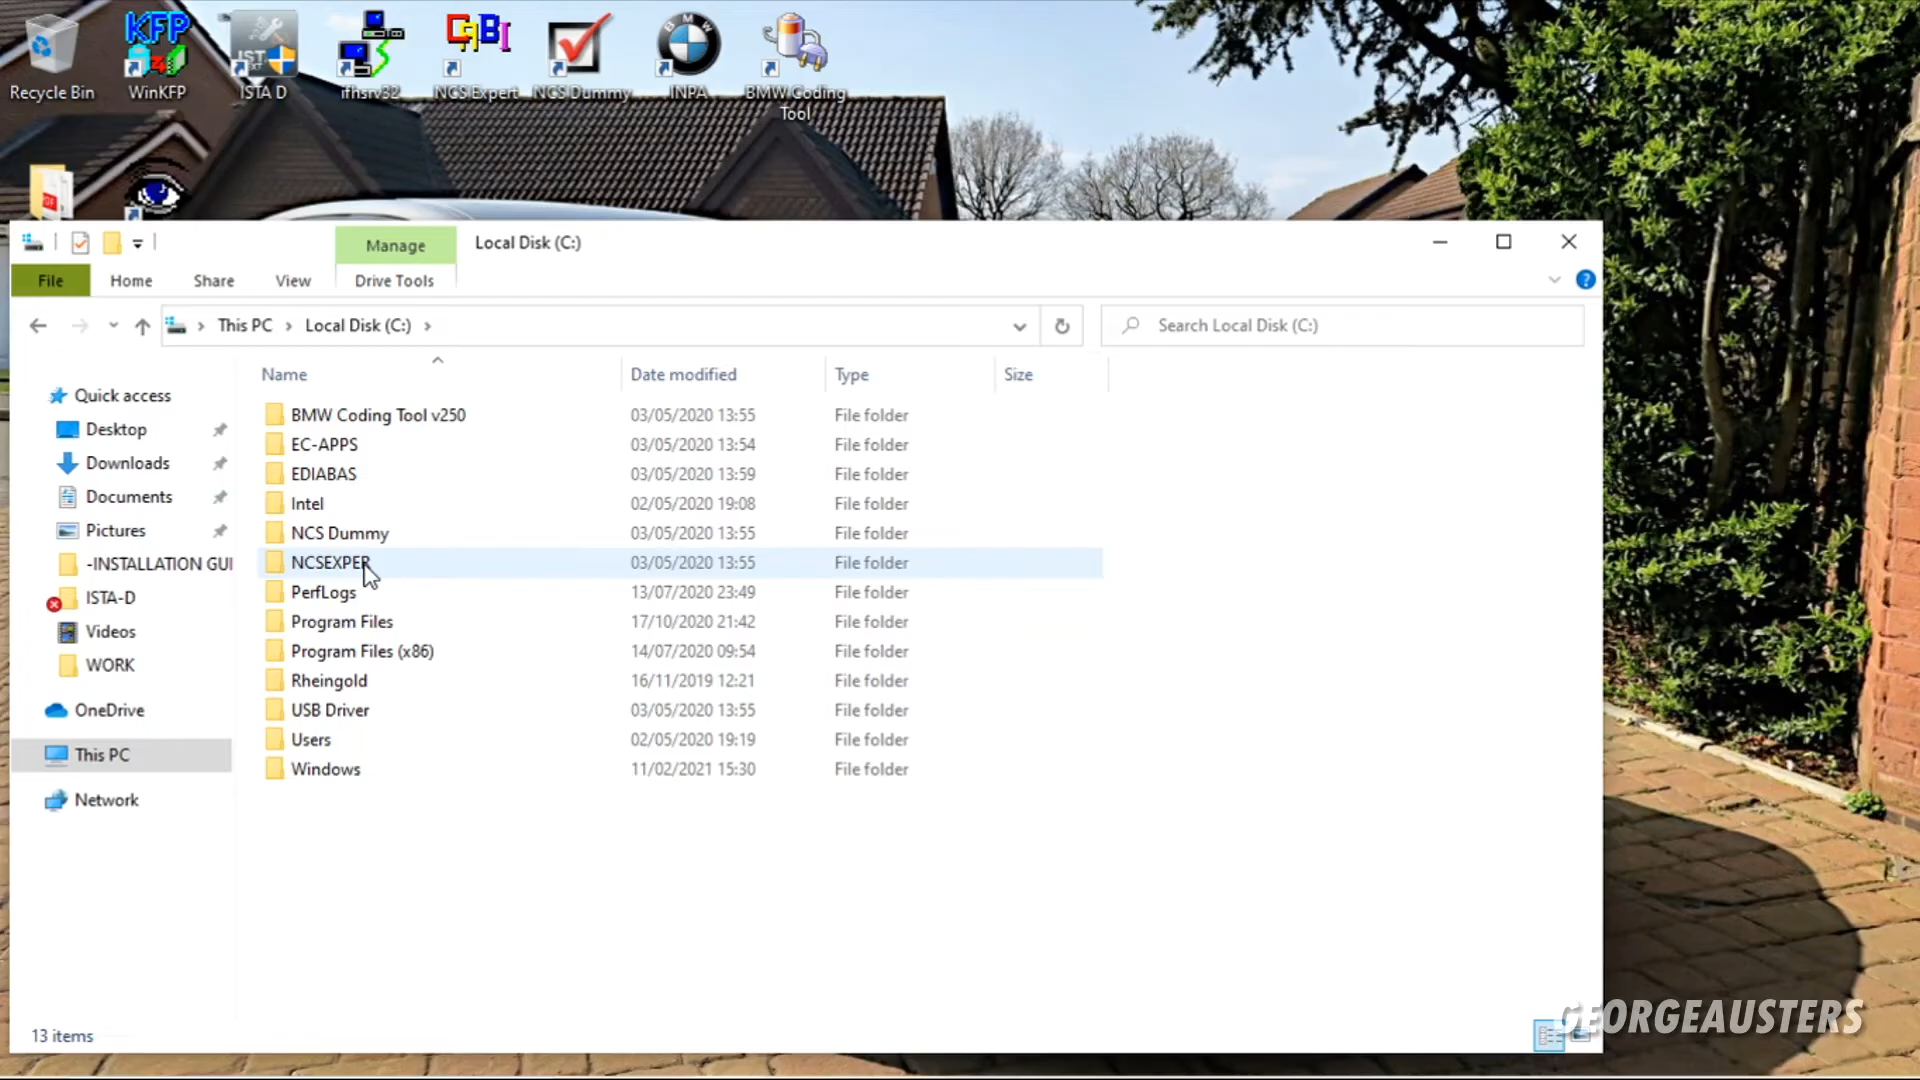 KFP
IST
CABI
BMW
Recycle Bin
WinKFP
ISTA D
ifhsrv32
NCS Expert
NCS Dummy
INPA
BMW Coding
Tool
PDF
Manage
Local Disk (C:)
File
Home
Share
View
Drive Tools
This PC
Local Disk (C:)
Search Local Disk (C:)
Name
Date modified
Type
Size
Quick access
Desktop
Downloads
Documents
Pictures
-INSTALLATION GUI
ISTA-D
Videos
WORK
OneDrive
This PC
Network
BMW Coding Tool v250 03/05/2020 13:55 File folder
EC-APPS 03/05/2020 13:54 File folder
EDIABAS 03/05/2020 13:59 File folder
Intel 02/05/2020 19:08 File folder
NCS Dummy 03/05/2020 13:55 File folder
NCSEXPER 03/05/2020 13:55 File folder
PerfLogs 13/07/2020 23:49 File folder
Program Files 17/10/2020 21:42 File folder
Program Files (x86) 14/07/2020 09:54 File folder
Rheingold 16/11/2019 12:21 File folder
USB Driver 03/05/2020 13:55 File folder
Users 02/05/2020 19:19 File folder
Windows 11/02/2021 15:30 File folder
13 items
GEORGEAUSTERS